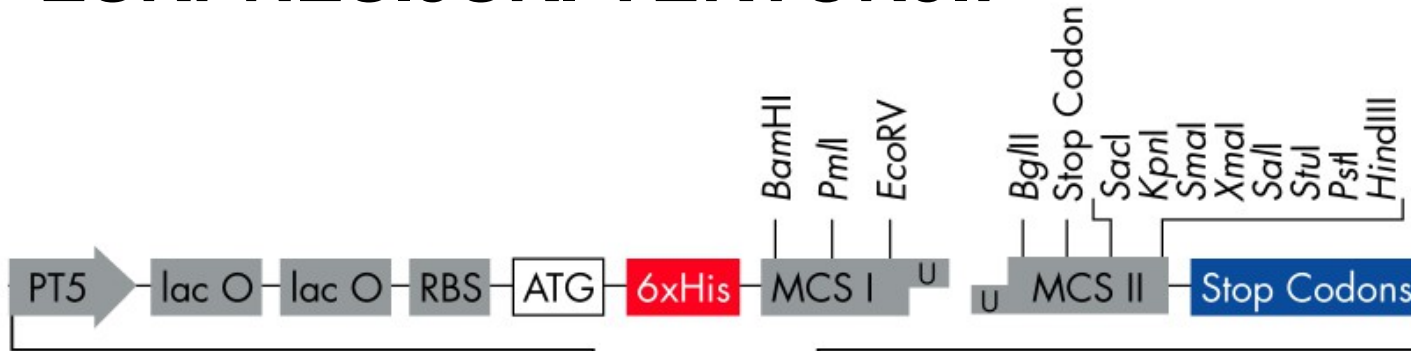 BamHI
PmlI
EcoRV
BglII
Stop Codon
SacI
KpnI
SmaI
XmaI
SalI
StuI
PstI
HindIII
PT5 lac O lac O RBS ATG 6xHis MCS I U U MCS II Stop Codons